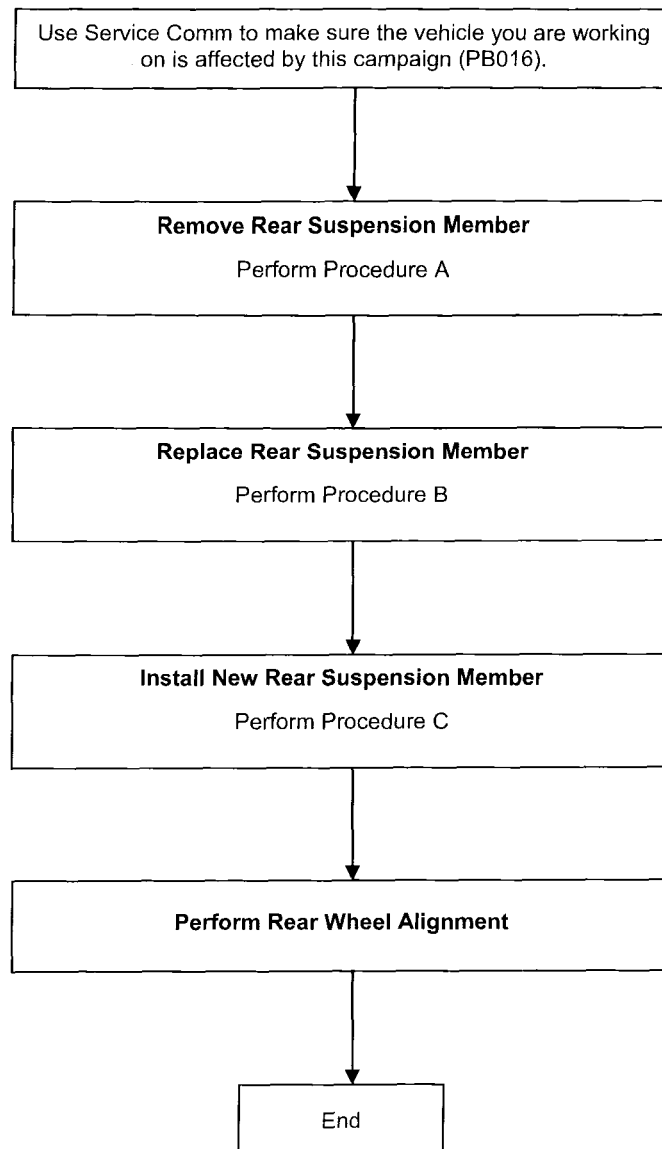 Use Service Comm to make sure the vehicle you are working
on is affected by this campaign (PB016).
Remove Rear Suspension Member
Perform Procedure A
Replace Rear Suspension Member
Perform Procedure B
Install New Rear Suspension Member
Perform Procedure C
Perform Rear Wheel Alignment
End